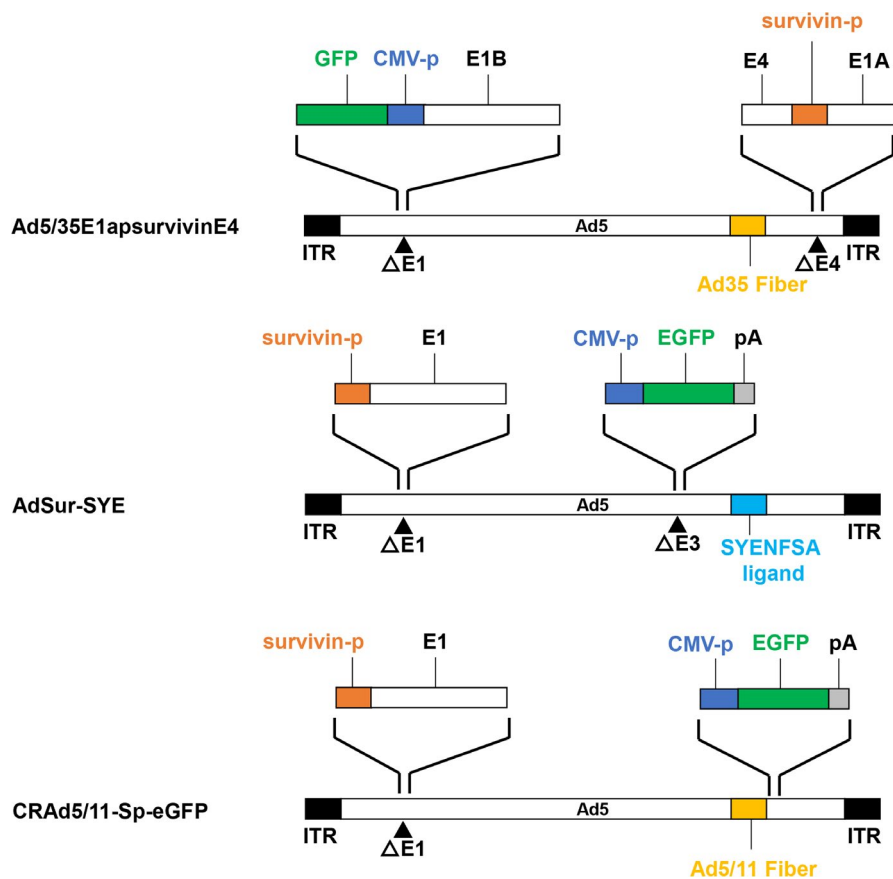 survivin-p
GFP CMV-p E1B
E4 E1A
Ad5/35E1apsurvivinE4
Ad5
ITR
△E1
△E4
ITR
Ad35 Fiber
survivin-p E1
CMV-p EGFP pA
AdSur-SYE
Ad5
ITR
△E1
△E3
SYENFSA
ligand
ITR
survivin-p E1
CMV-p EGFP pA
CRAd5/11-Sp-eGFP
Ad5
ITR
△E1
Ad5/11 Fiber
ITR